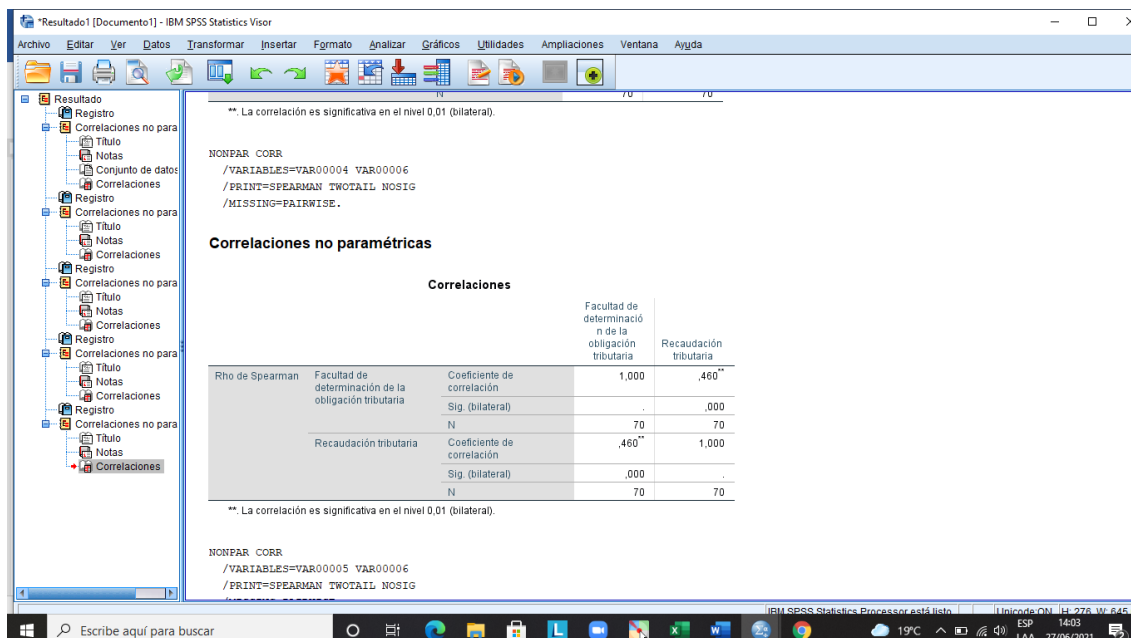 *Resultado1 [Documento1] - IBM SPSS Statistics Visor
Archivo Editar Ver Datos Transformar Insertar Formato Analizar Gráficos Utilidades Ampliaciones Ventana Ayuda
Resultado
Registro
Correlaciones no para
Título
Notas
Conjunto de datos
Correlaciones
Registro
Correlaciones no para
Título
Notas
Correlaciones
Registro
Correlaciones no para
Título
Notas
Correlaciones
Registro
Correlaciones no para
Título
Notas
Correlaciones
Registro
Correlaciones no para
Título
Notas
Correlaciones
N 70 70
**. La correlación es significativa en el nivel 0,01 (bilateral).
NONPAR CORR
/VARIABLES=VAR00004 VAR00006
/PRINT=SPEARMAN TWOTAIL NOSIG
/MISSING=PAIRWISE.
Correlaciones no paramétricas
Correlaciones
Facultad de
determinació
n de la
obligación
tributaria
Recaudación
tributaria
Rho de Spearman
Facultad de
determinación de la
obligación tributaria
Coeficiente de
correlación
1,000 ,460**
Sig. (bilateral) . ,000
N 70 70
Recaudación tributaria
Coeficiente de
correlación
,460** 1,000
Sig. (bilateral) ,000 .
N 70 70
**. La correlación es significativa en el nivel 0,01 (bilateral).
NONPAR CORR
/VARIABLES=VAR00005 VAR00006
/PRINT=SPEARMAN TWOTAIL NOSIG
IBM SPSS Statistics Processor está listo Unicode:ON H: 276, W: 645
Escribe aquí para buscar
19°C
ESP
LAA
14:03
27/06/2021